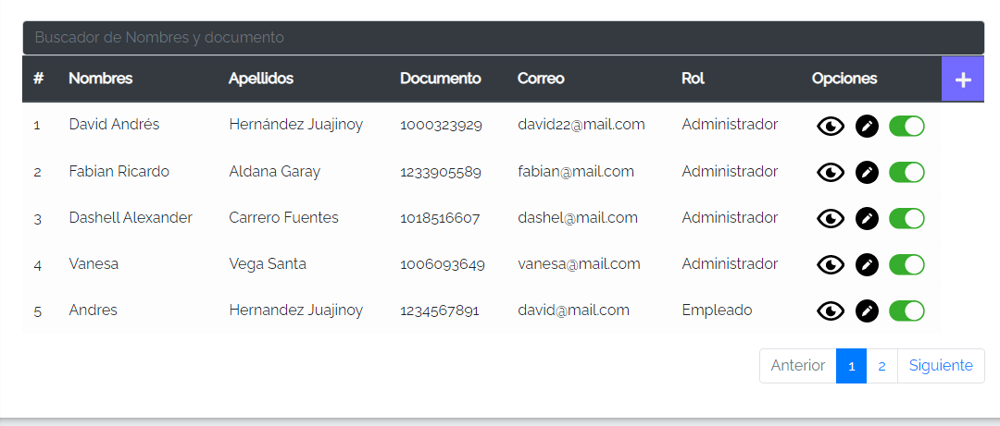 Buscador de Nombres y documento
# Nombres Apellidos Documento Correo Rol Opciones +
1 David Andrés Hernández Juajinoy 1000323929 david22@mail.com Administrador
2 Fabian Ricardo Aldana Garay 1233905589 fabian@mail.com Administrador
3 Dashell Alexander Carrero Fuentes 1018516607 dashel@mail.com Administrador
4 Vanesa Vega Santa 1006093649 vanesa@mail.com Administrador
5 Andres Hernandez Juajinoy 1234567891 david@mail.com Empleado
Anterior 1 2 Siguiente